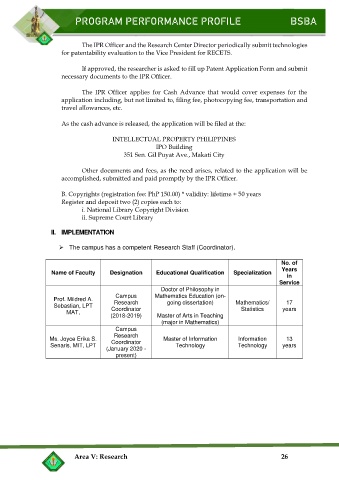 PROGRAM PERFORMANCE PROFILE BSBA
The IPR Officer and the Research Center Director periodically submit technologies
for patentability evaluation to the Vice President for RECETS.
If approved, the researcher is asked to fill up Patent Application Form and submit
necessary documents to the IPR Officer.
The IPR Officer applies for Cash Advance that would cover expenses for the
application including, but not limited to, filing fee, photocopying fee, transportation and
travel allowances, etc.
As the cash advance is released, the application will be filed at the:
INTELLECTUAL PROPERTY PHILIPPINES
IPO Building
351 Sen. Gil Puyat Ave., Makati City
Other documents and fees, as the need arises, related to the application will be
accomplished, submitted and paid promptly by the IPR Officer.
B. Copyrights (registration fee: PhP 150.00) * validity: lifetime + 50 years
Register and deposit two (2) copies each to:
i. National Library Copyright Division
ii. Supreme Court Library
II. IMPLEMENTATION
➢ The campus has a competent Research Staff (Coordinator).
Name of Faculty Designation Educational Qualification Specialization No. of
Years
in
Service
Prof. Mildred A.
Sebastian, LPT
MAT,
Campus
Research
Coordinator
(2018-2019)
Doctor of Philosophy in
Mathematics Education (on-
going dissertation)
Master of Arts in Teaching
(major in Mathematics)
Mathematics/
Statistics
17
years
Ms. Joyce Erika S.
Senaris, MIT, LPT
Campus
Research
Coordinator
(January 2020 -
present)
Master of Information
Technology
Information
Technology
13
years
Area V: Research 26